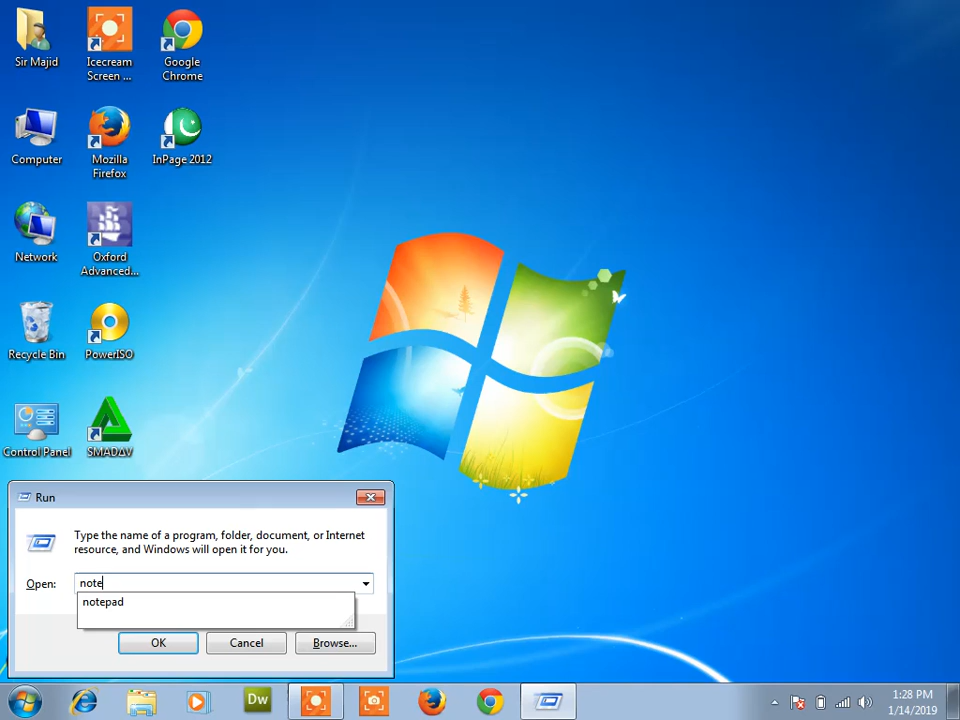 Sir Majid
Icecream
Screen ...
Google
Chrome
Computer
Mozilla
Firefox
InPage 2012
Network
Oxford
Advanced...
Recycle Bin
PowerISO
Control Panel
SMADΔV
Run
Type the name of a program, folder, document, or Internet
resource, and Windows will open it for you.
Open:
note
notepad
OK
Cancel
Browse...
Dw
1:28 PM
1/14/2019